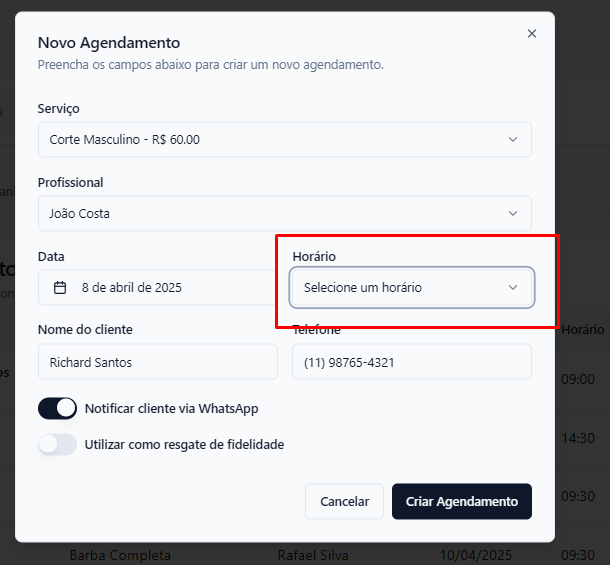 Novo Agendamento
Preencha os campos abaixo para criar um novo agendamento.
Serviço
Corte Masculino - R$ 60.00
Profissional
João Costa
Data
Horário
8 de abril de 2025
Selecione um horário
Nome do cliente
Telefone
Richard Santos
(11) 98765-4321
Notificar cliente via WhatsApp
Utilizar como resgate de fidelidade
Cancelar
Criar Agendamento
Horário
09:00
14:30
09:30
Barba Completa
Rafael Silva
10/04/2025
09:30